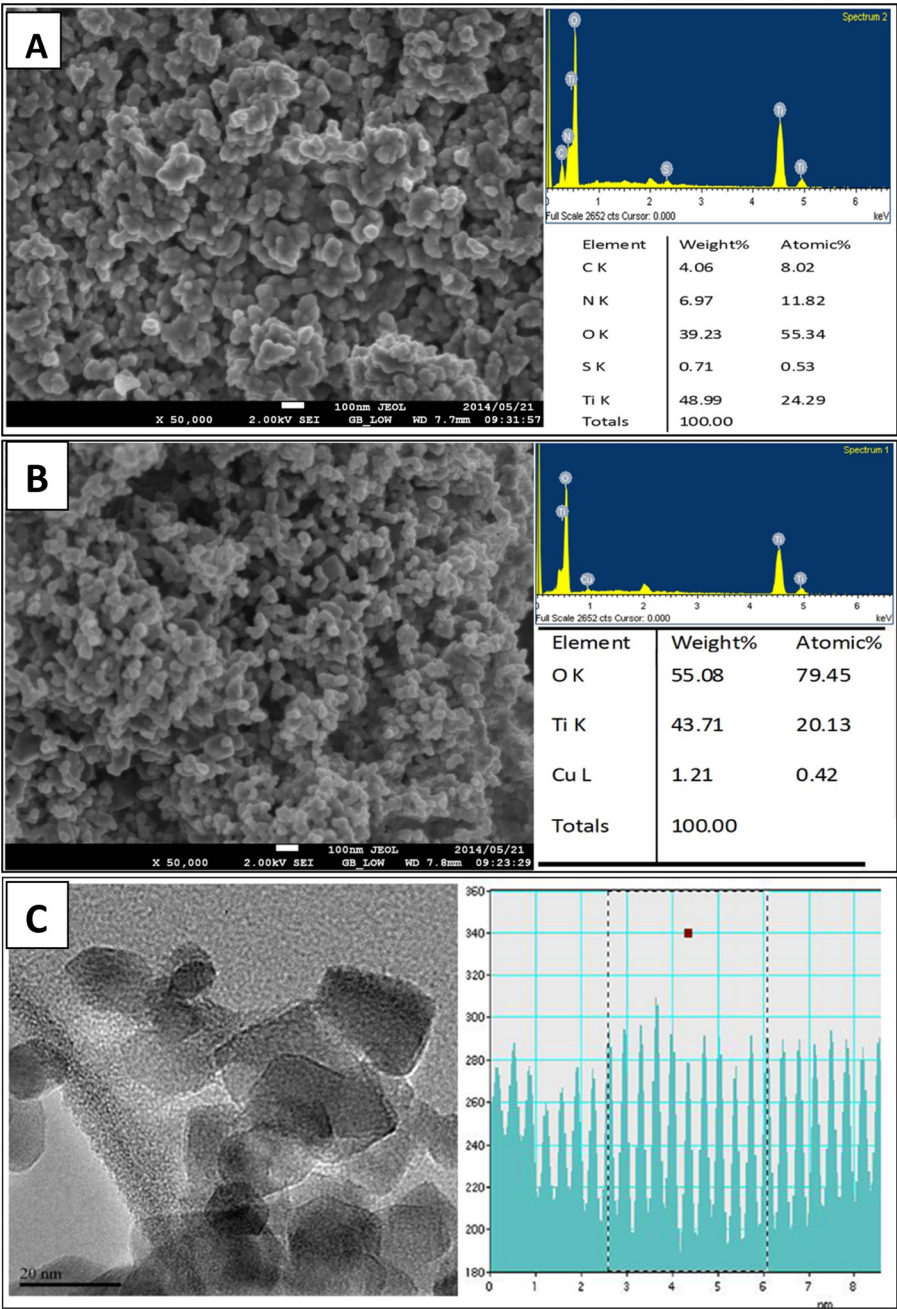 A
X 50,000 2.00kV SEI 100nm JEOL GB_LOW WD 7.7mm 2014/05/21 09:31:57
Spectrum 2
O
Ti
N
C
S
Ti
Ti
0 1 2 3 4 5 6
Full Scale 2652 cts Cursor: 0.000 keV
Element Weight% Atomic%
C K 4.06 8.02
N K 6.97 11.82
O K 39.23 55.34
S K 0.71 0.53
Ti K 48.99 24.29
Totals 100.00
B
X 50,000 2.00kV SEI 100nm JEOL GB_LOW WD 7.8mm 2014/05/21 09:23:29
Spectrum 1
O
Ti
Cu
Ti
Ti
0 1 2 3 4 5 6
Full Scale 2652 cts Cursor: 0.000 keV
Element Weight% Atomic%
O K 55.08 79.45
Ti K 43.71 20.13
Cu L 1.21 0.42
Totals 100.00
C
20 nm
360
340
320
300
280
260
240
220
200
180
0 1 2 3 4 5 6 7 8
nm